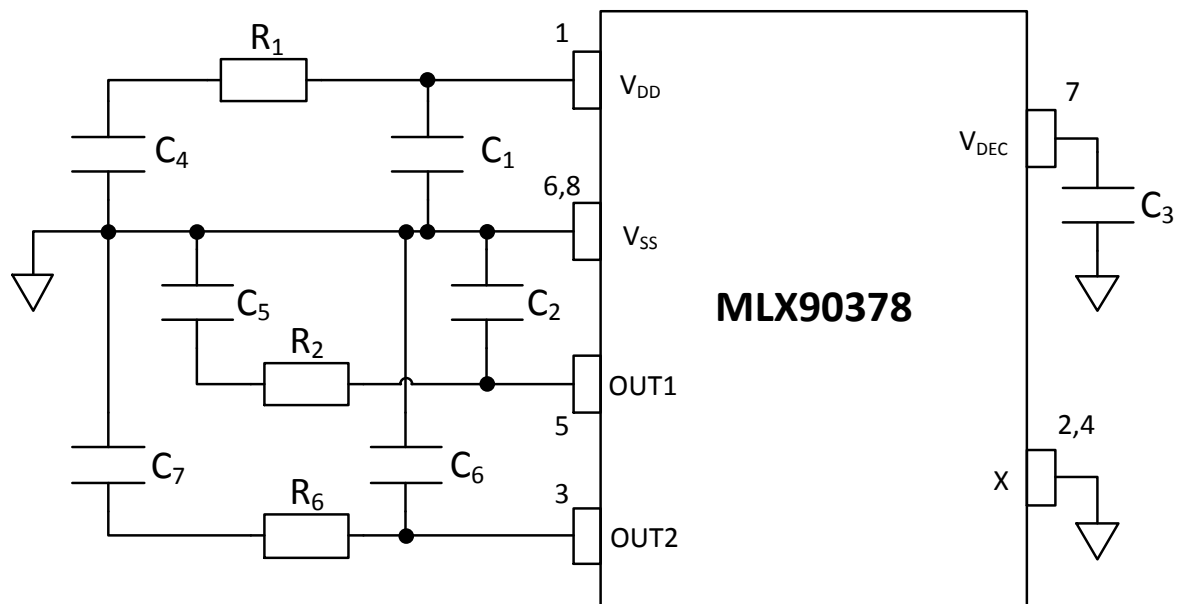 R1
1
VDD
7
VDEC
C4
C1
6,8
C3
VSS
MLX90378
C5
C2
R2
OUT1
5
2,4
C7
C6
X
R6
3
OUT2